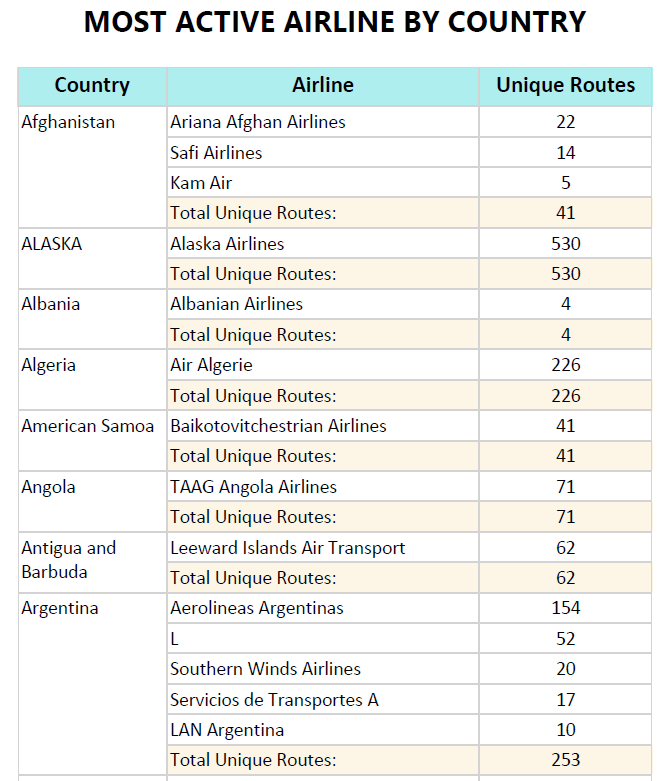 MOST ACTIVE AIRLINE BY COUNTRY
Country Airline Unique Routes
Afghanistan Ariana Afghan Airlines 22
Safi Airlines 14
Kam Air 5
Total Unique Routes: 41
ALASKA Alaska Airlines 530
Total Unique Routes: 530
Albania Albanian Airlines 4
Total Unique Routes: 4
Algeria Air Algerie 226
Total Unique Routes: 226
American Samoa Baikotovitchestrian Airlines 41
Total Unique Routes: 41
Angola TAAG Angola Airlines 71
Total Unique Routes: 71
Antigua and Leeward Islands Air Transport 62
Barbuda Total Unique Routes: 62
Argentina Aerolineas Argentinas 154
L 52
Southern Winds Airlines 20
Servicios de Transportes A 17
LAN Argentina 10
Total Unique Routes: 253